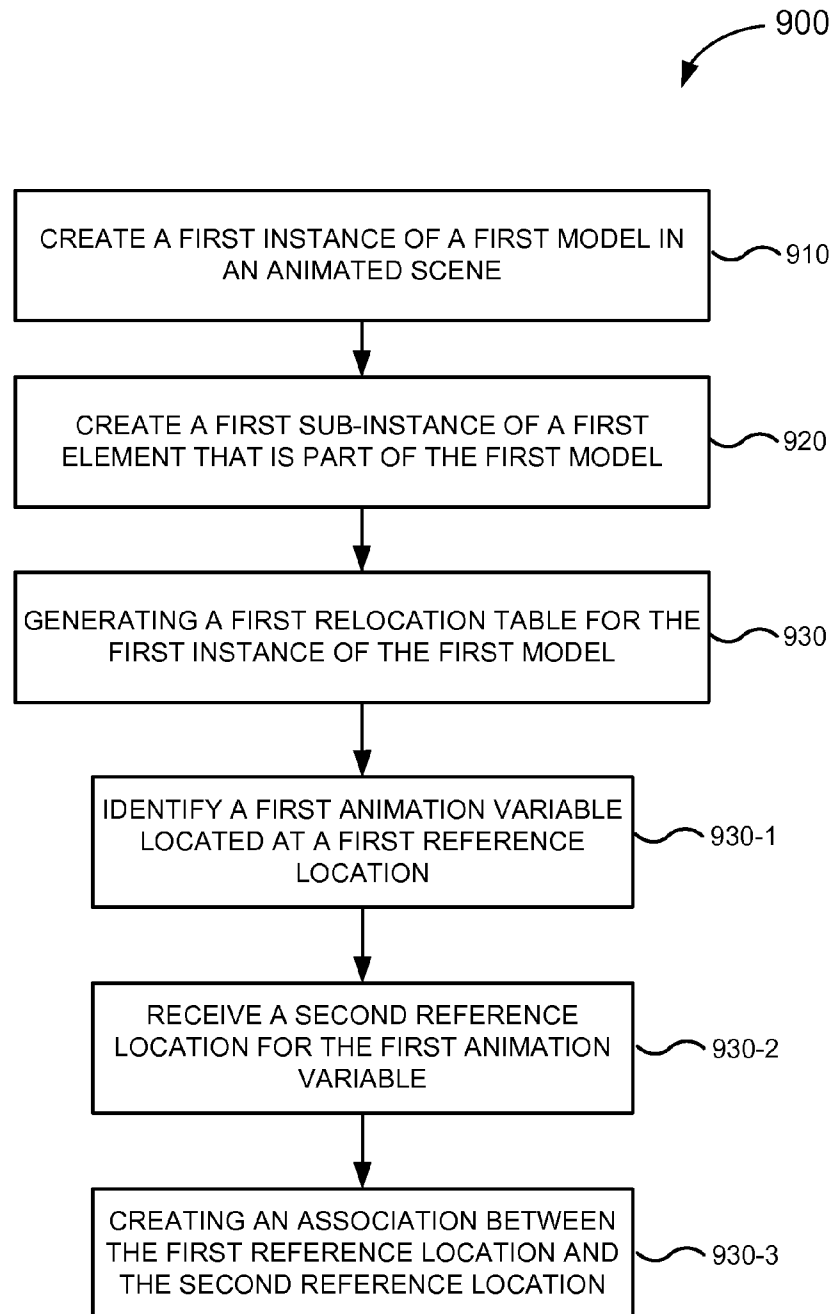 900
CREATE A FIRST INSTANCE OF A FIRST MODEL IN
AN ANIMATED SCENE
910
CREATE A FIRST SUB-INSTANCE OF A FIRST
ELEMENT THAT IS PART OF THE FIRST MODEL
920
GENERATING A FIRST RELOCATION TABLE FOR THE
FIRST INSTANCE OF THE FIRST MODEL
930
IDENTIFY A FIRST ANIMATION VARIABLE
LOCATED AT A FIRST REFERENCE
LOCATION
930-1
RECEIVE A SECOND REFERENCE
LOCATION FOR THE FIRST ANIMATION
VARIABLE
930-2
CREATING AN ASSOCIATION BETWEEN
THE FIRST REFERENCE LOCATION AND
THE SECOND REFERENCE LOCATION
930-3